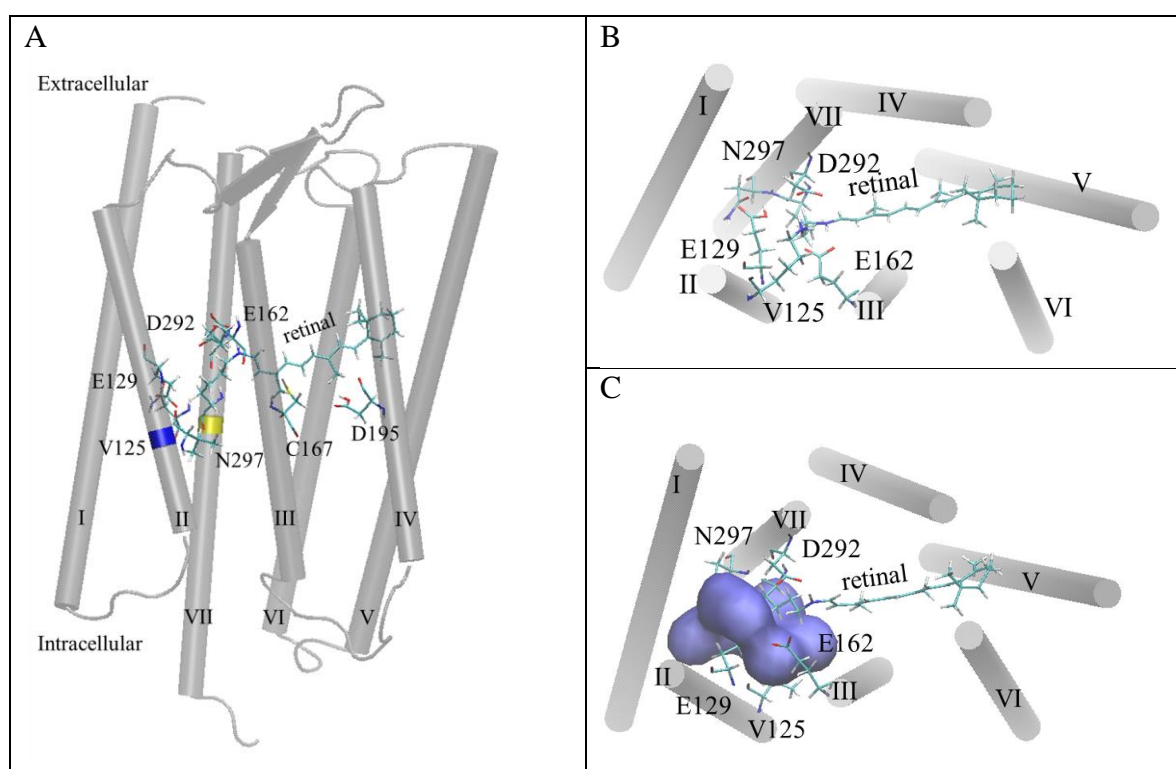 A
Extracellular
D292
E162
retinal
E129
V125
N297
C167
D195
I
II
III
IV
VII
VI
V
Intracellular
B
I
IV
VII
N297
D292
retinal
V
E129
E162
II
V125
III
VI
C
I
IV
N297
VII
D292
retinal
V
E162
II
III
E129
VI
V125